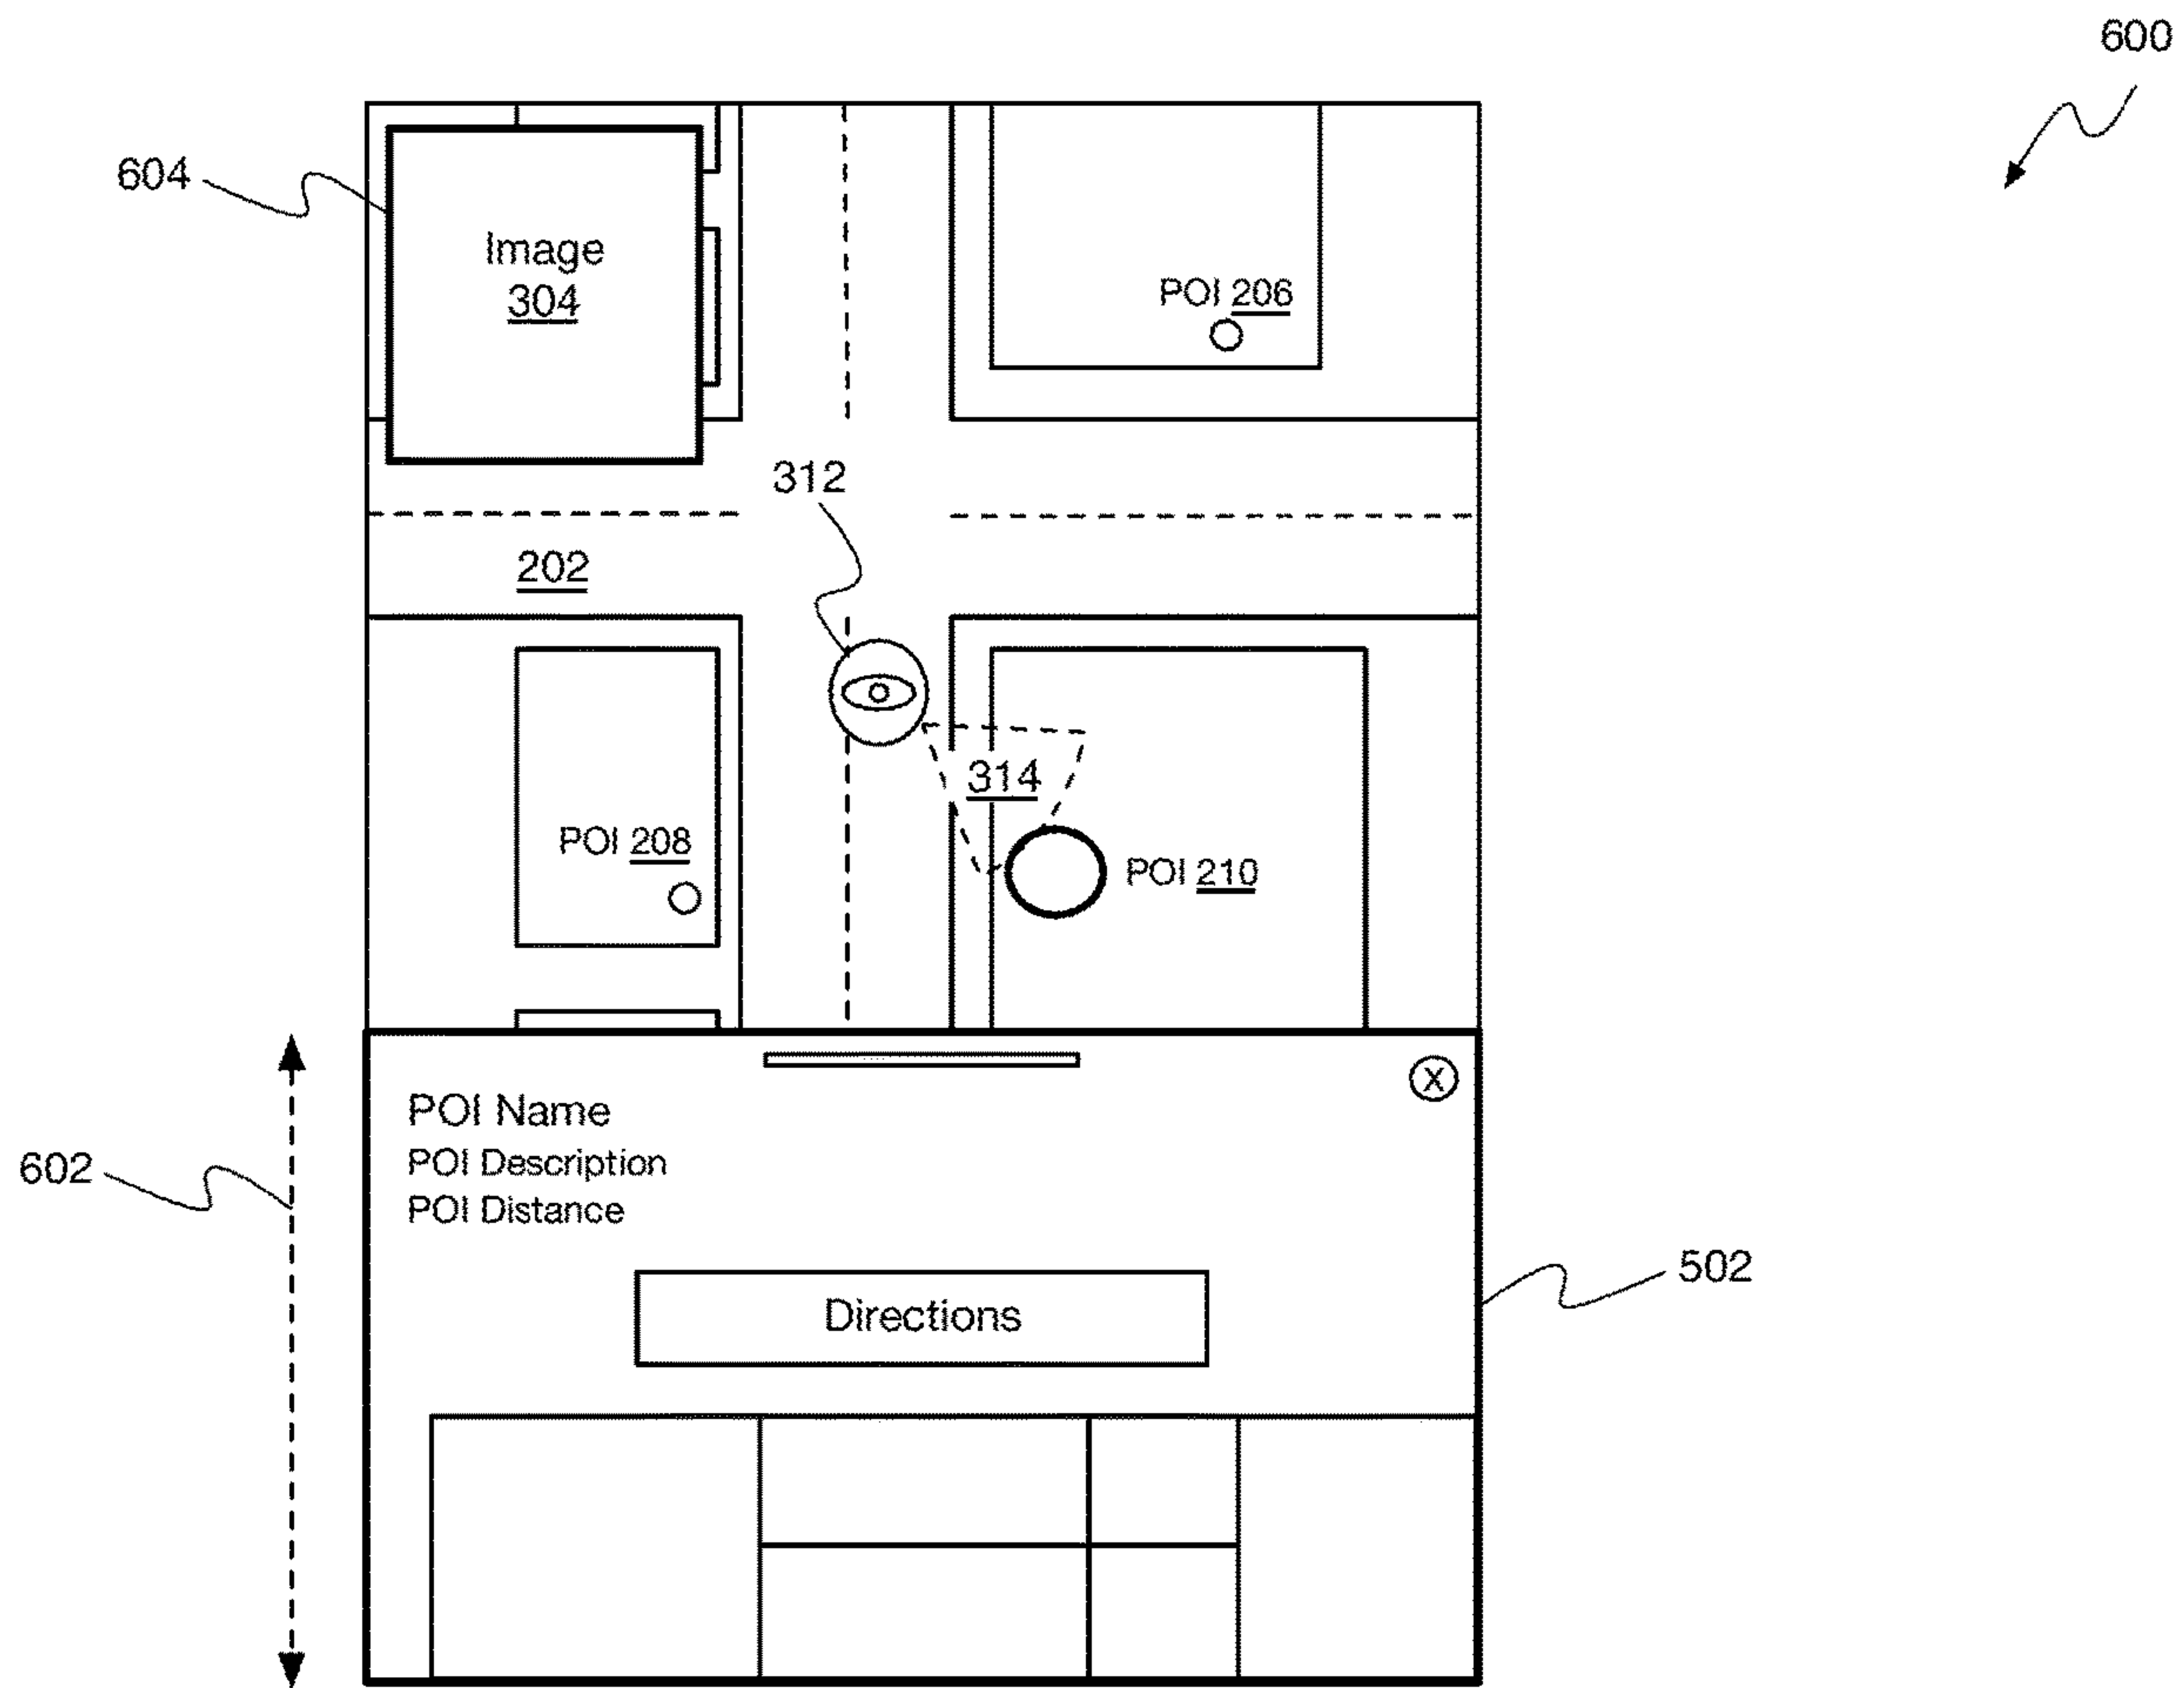 600
604
Image
304
POI 206
312
202
314
POI 208
POI 210
X
POI Name
POI Description
602
POI Distance
502
Directions